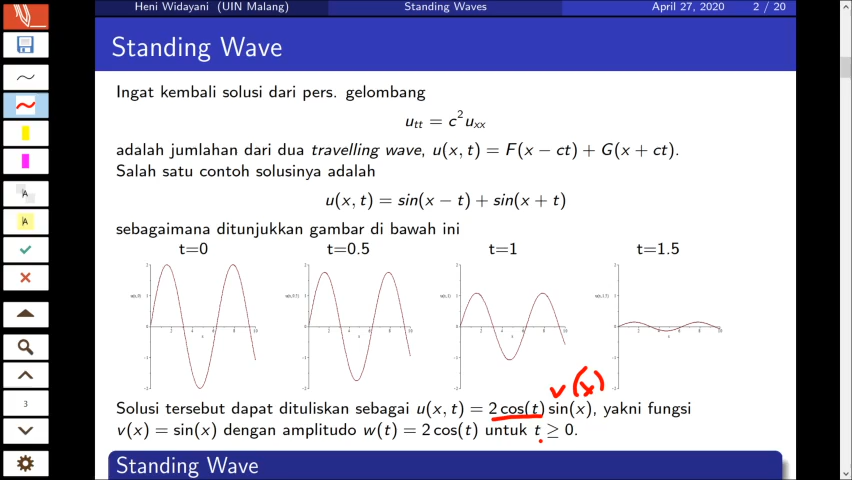 Heni Widayani (UIN Malang) Standing Waves April 27, 2020 2 / 20
Standing Wave
Ingat kembali solusi dari pers. gelombang
u_tt = c²u_xx
adalah jumlahan dari dua travelling wave, u(x, t) = F(x − ct) + G(x + ct).
Salah satu contoh solusinya adalah
u(x, t) = sin(x − t) + sin(x + t)
sebagaimana ditunjukkan gambar di bawah ini
t=0 t=0.5 t=1 t=1.5
v(x)
Solusi tersebut dapat dituliskan sebagai u(x, t) = 2 cos(t) sin(x), yakni fungsi
v(x) = sin(x) dengan amplitudo w(t) = 2 cos(t) untuk t ≥ 0.
Standing Wave
3